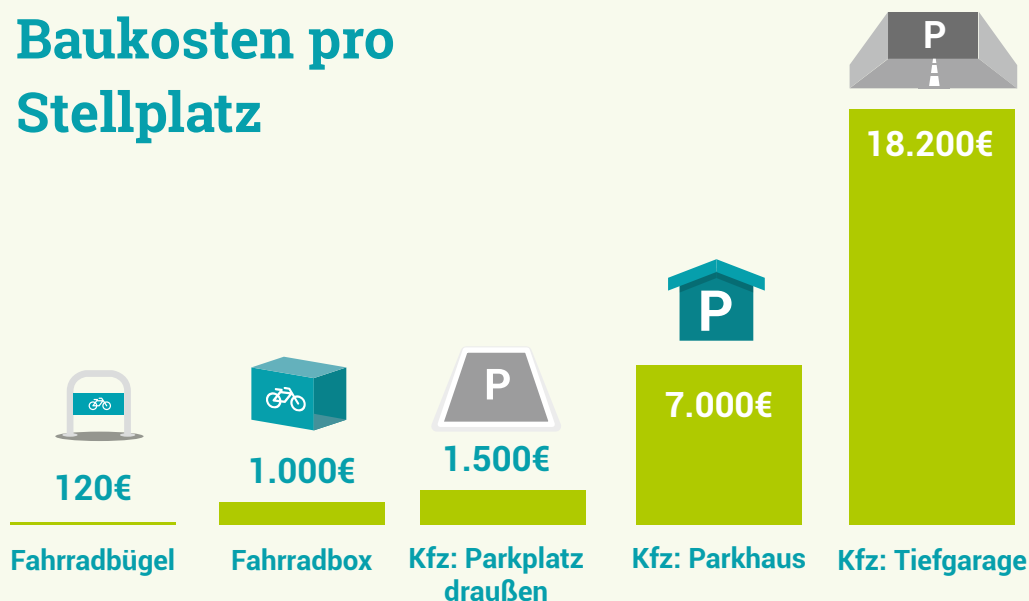 Baukosten pro
Stellplatz
P
18.200€
P
7.000€
P
1.500€
1.000€
120€
Fahrradbügel
Fahrradbox
Kfz: Parkplatz
draußen
Kfz: Parkhaus
Kfz: Tiefgarage